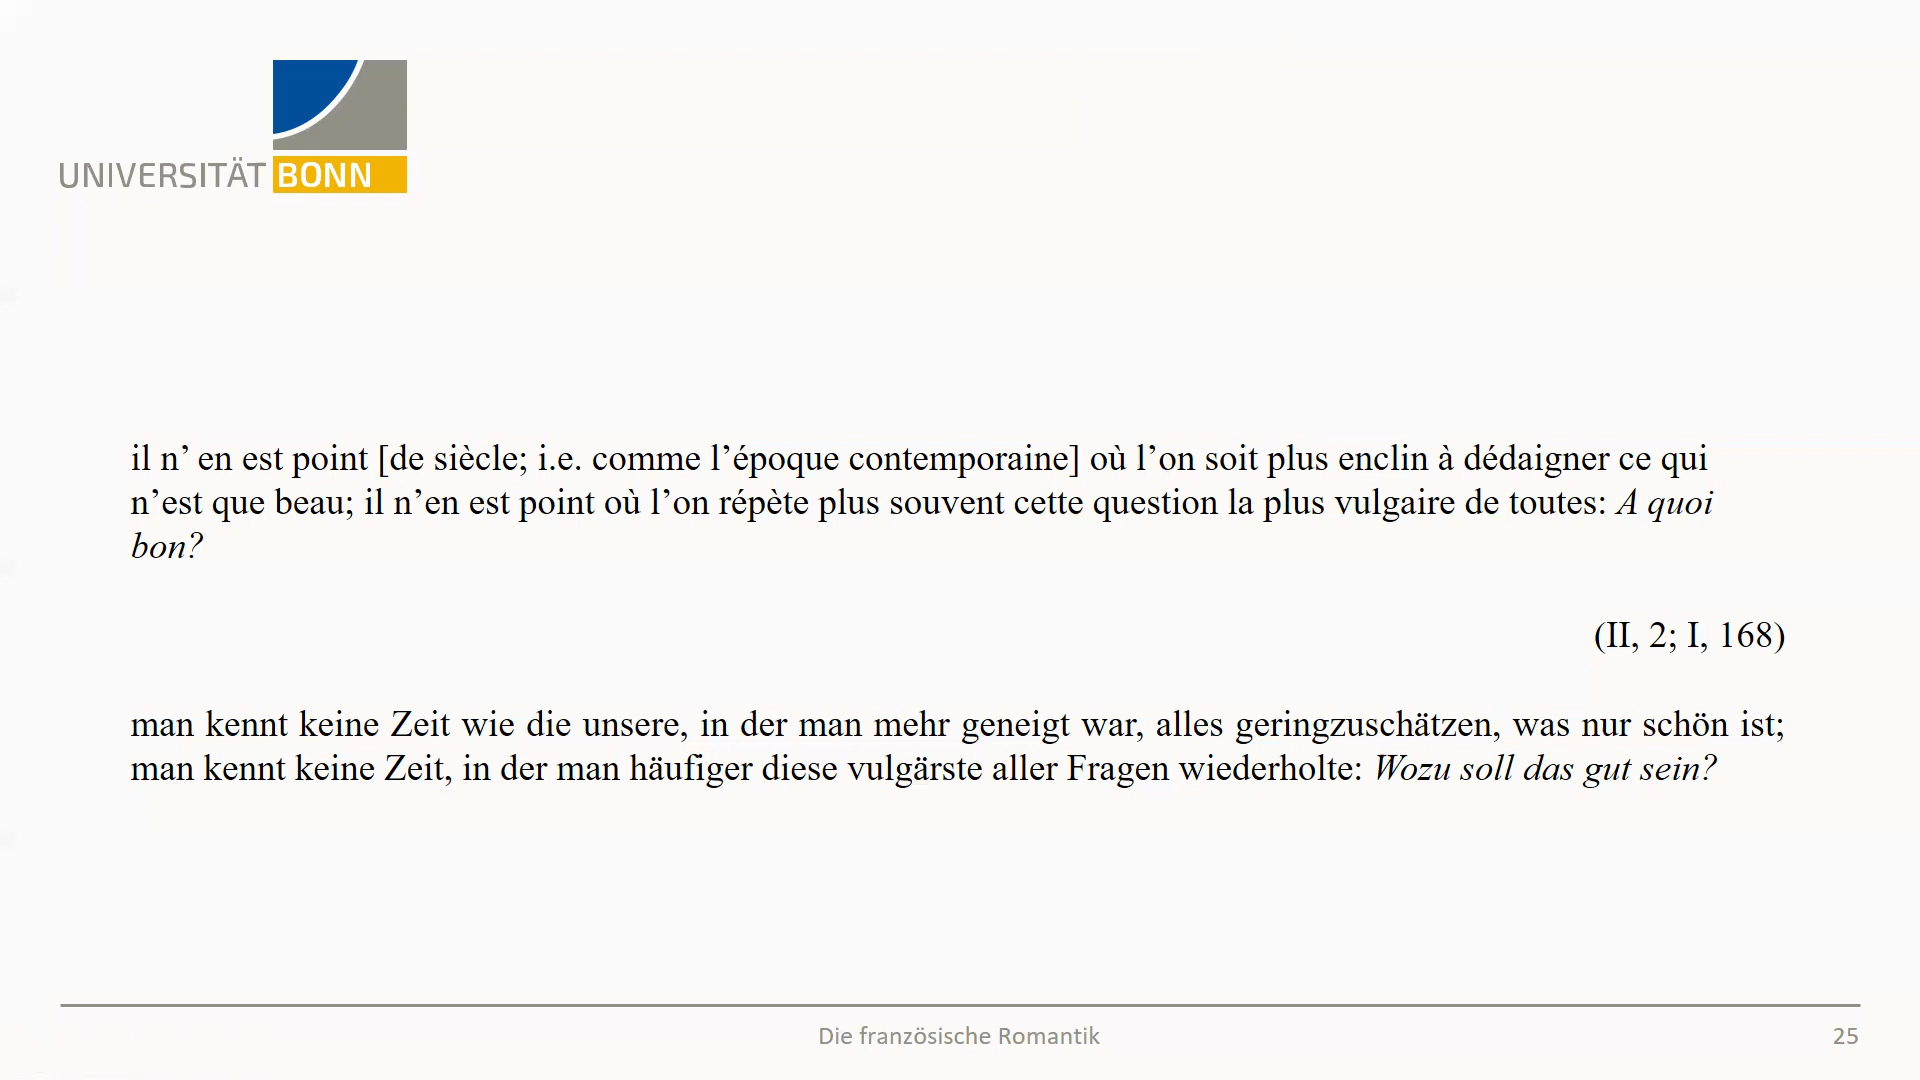 UNIVERSITÄT BONN
il n’ en est point [de siècle; i.e. comme l’époque contemporaine] où l’on soit plus enclin à dédaigner ce qui
n’est que beau; il n’en est point où l’on répète plus souvent cette question la plus vulgaire de toutes: A quoi
bon?
(II, 2; I, 168)
man kennt keine Zeit wie die unsere, in der man mehr geneigt war, alles geringzuschätzen, was nur schön ist;
man kennt keine Zeit, in der man häufiger diese vulgärste aller Fragen wiederholte: Wozu soll das gut sein?
Die französische Romantik
25